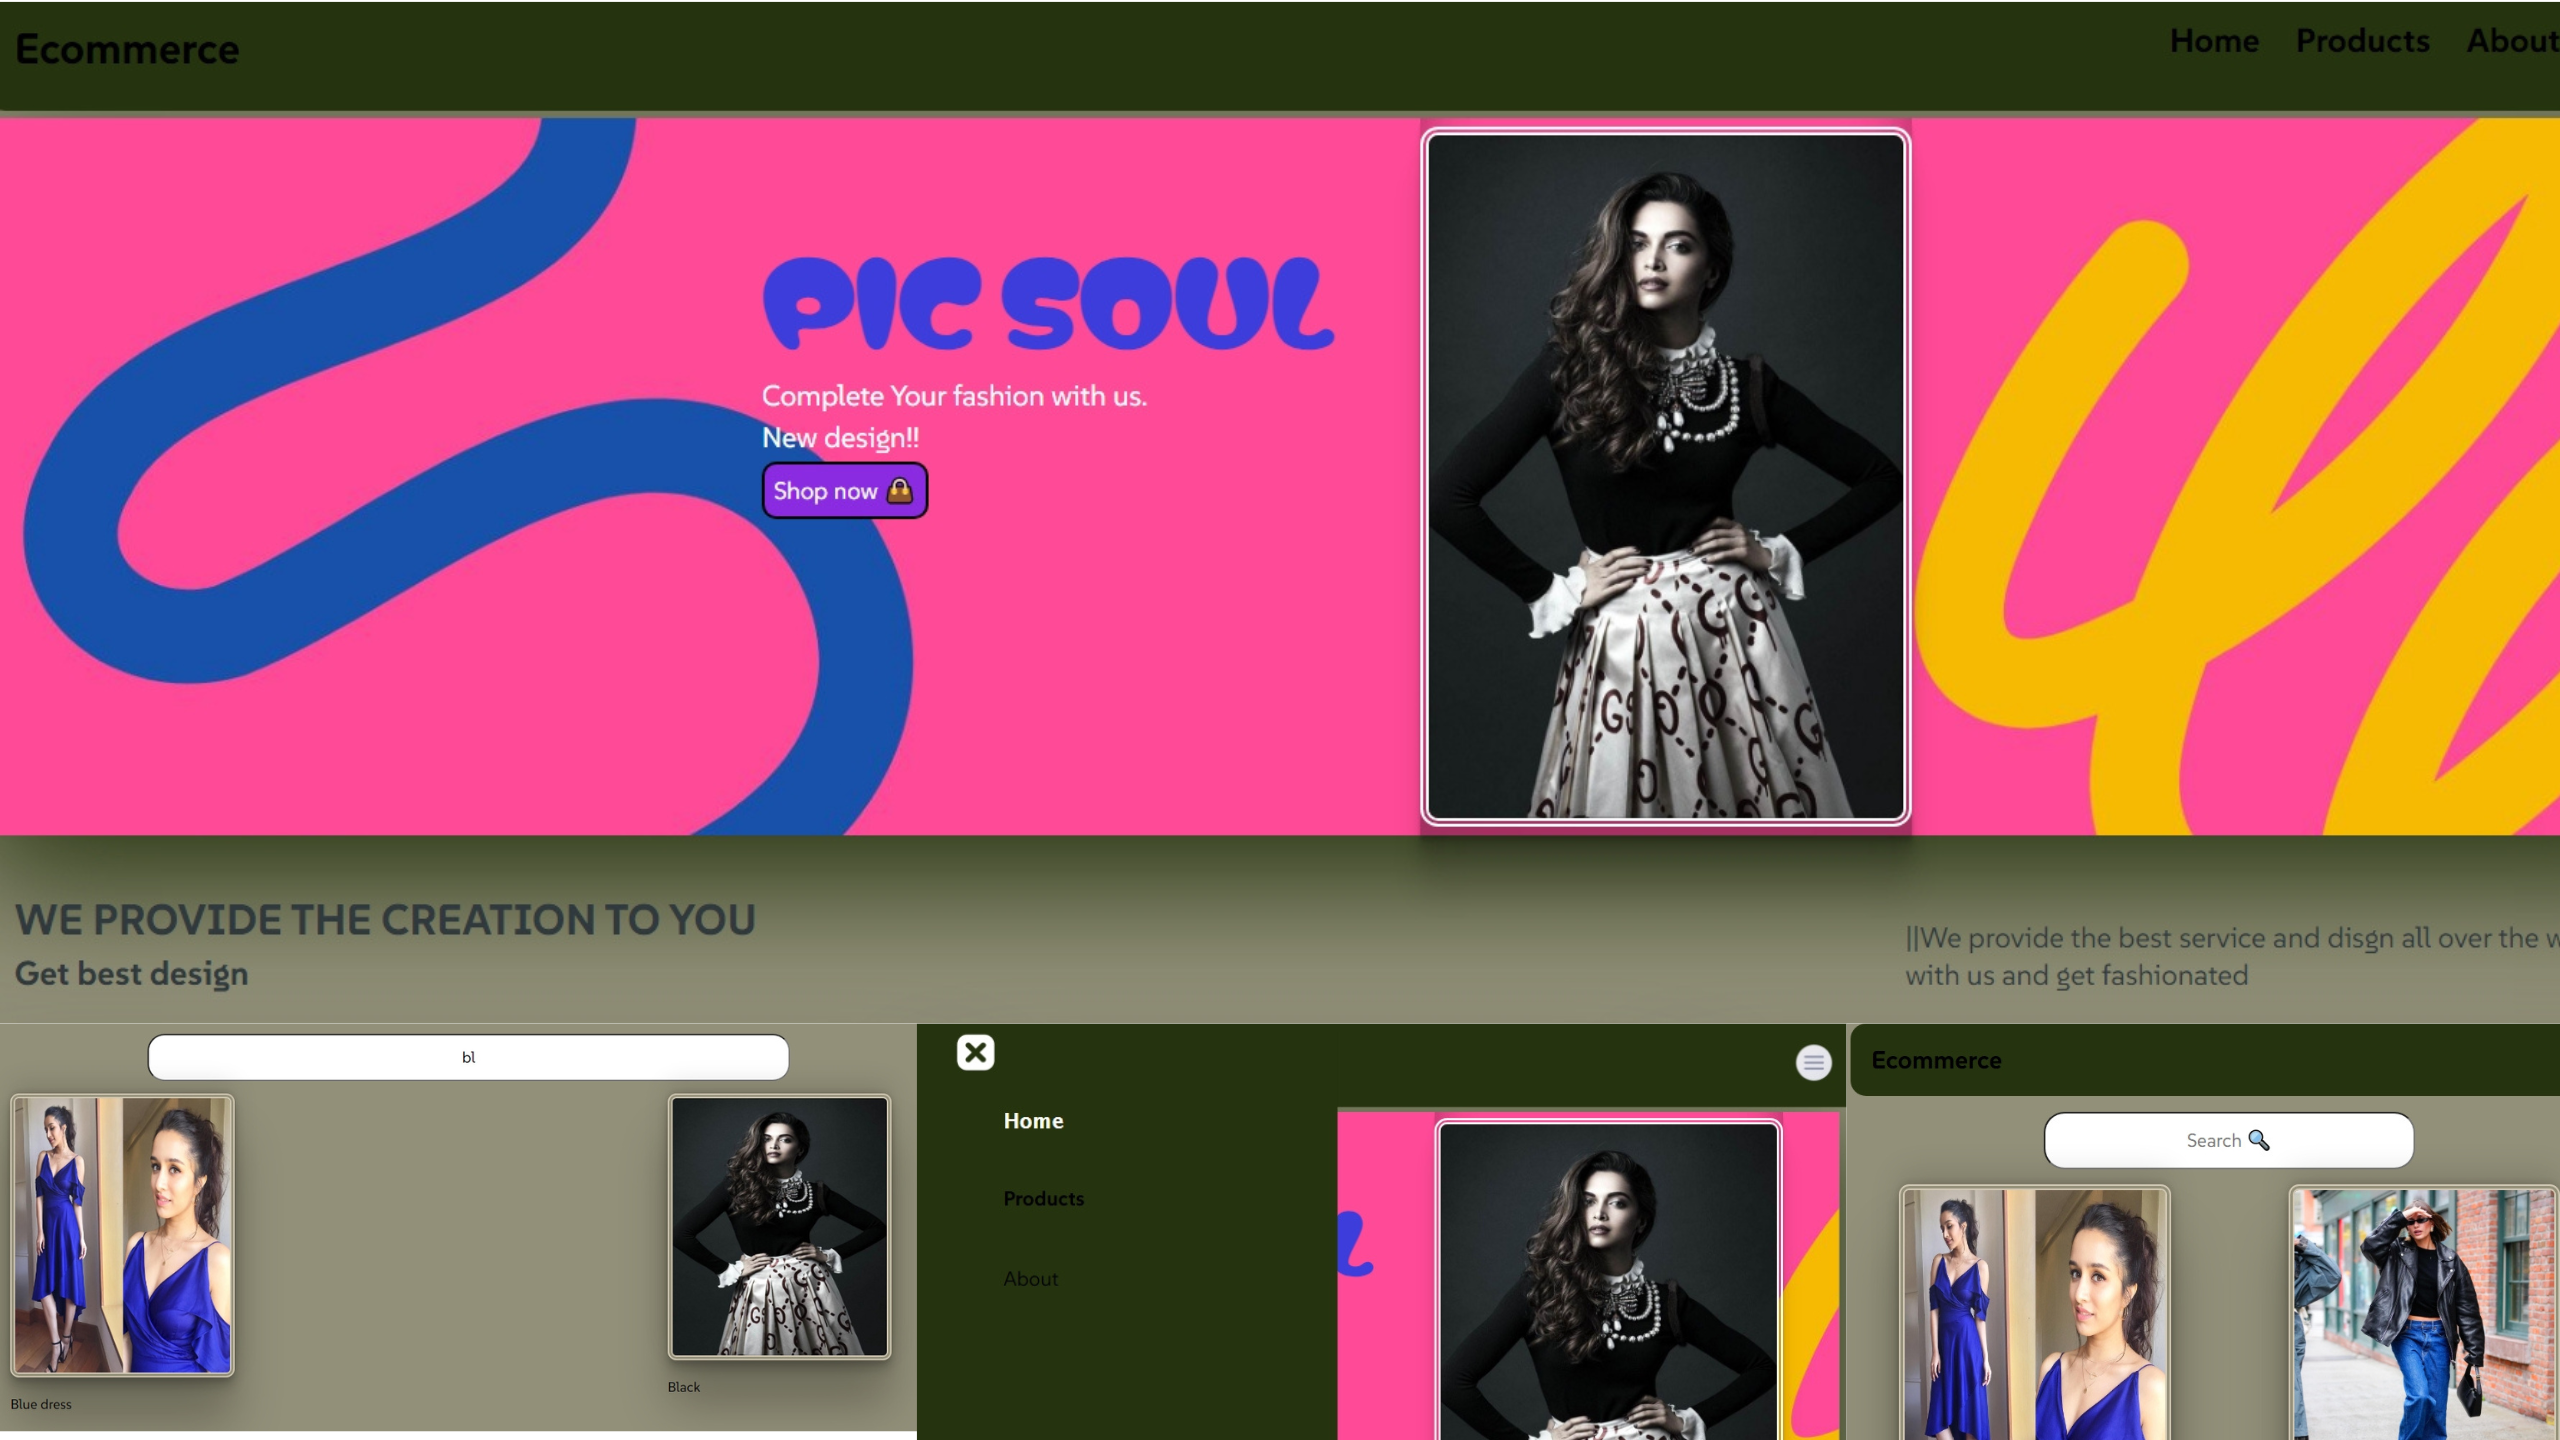 Ecommerce
Home Products About
PIC SOUL
Complete Your fashion with us.
New design!!
Shop now
WE PROVIDE THE CREATION TO YOU
Get best design
||We provide the best service and disgn all over the
with us and get fashionated
bl
Blue dress
Black
Home
Products
About
Ecommerce
Search